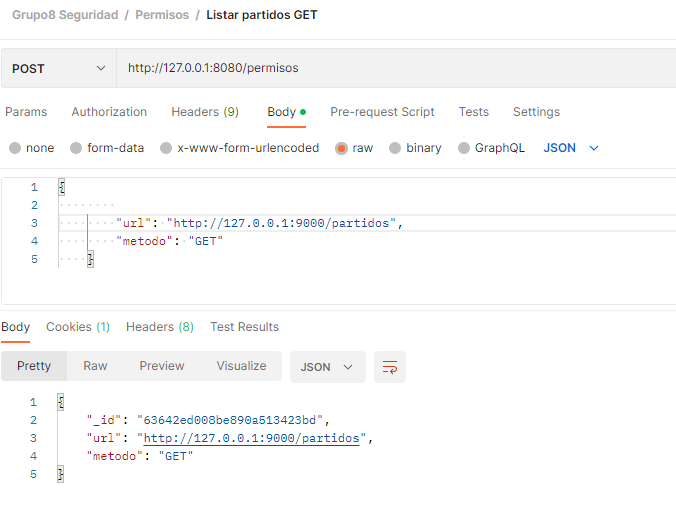 Grupo8 Seguridad / Permisos / Listar partidos GET
POST http://127.0.0.1:8080/permisos
Params Authorization Headers (9) Body Pre-request Script Tests Settings
none form-data x-www-form-urlencoded raw binary GraphQL JSON
1 {
2
3 "url": "http://127.0.0.1:9000/partidos",
4 "metodo": "GET"
5 }
Body Cookies (1) Headers (8) Test Results
Pretty Raw Preview Visualize JSON
1 {
2 "_id": "63642ed008be890a513423bd",
3 "url": "http://127.0.0.1:9000/partidos",
4 "metodo": "GET"
5 }